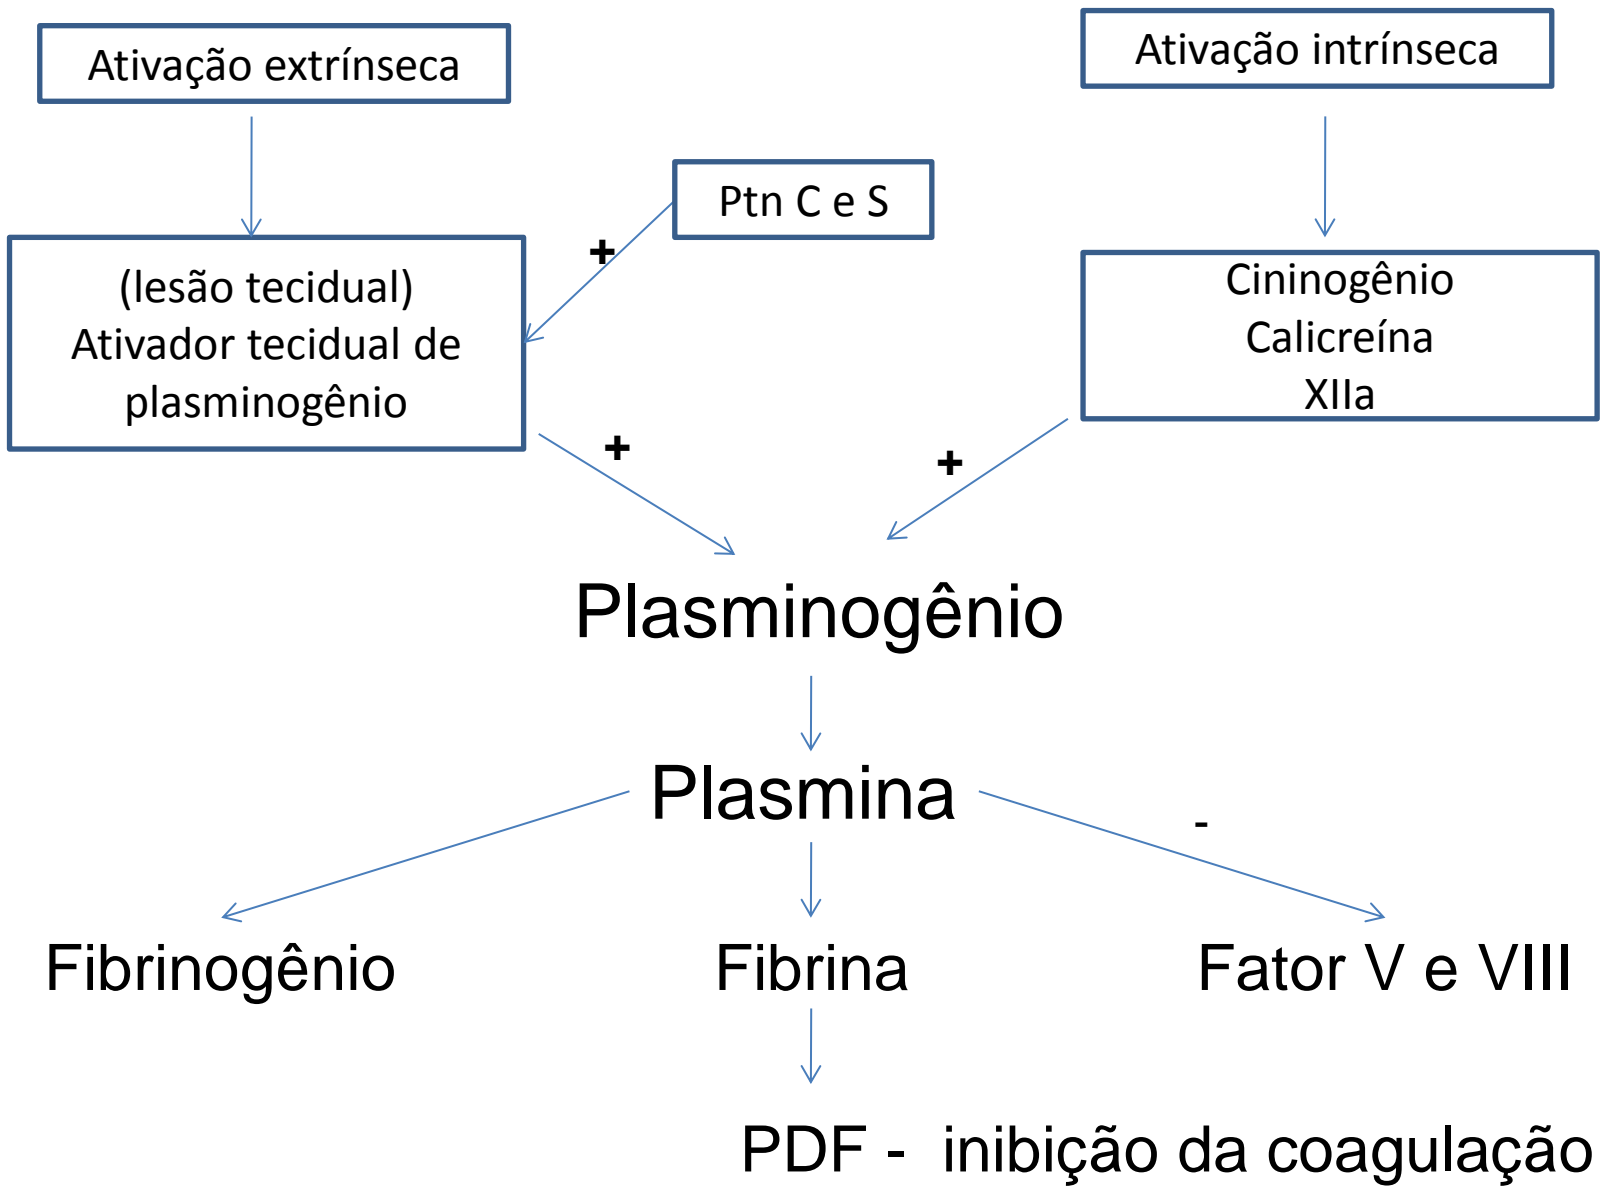 Ativação extrínseca
Ativação intrínseca
Ptn C e S
+
(lesão tecidual)
Ativador tecidual de
plasminogênio
Cininogênio
Calicreína
XIIa
+
+
Plasminogênio
Plasmina
-
Fibrinogênio
Fibrina
Fator V e VIII
PDF - inibição da coagulação